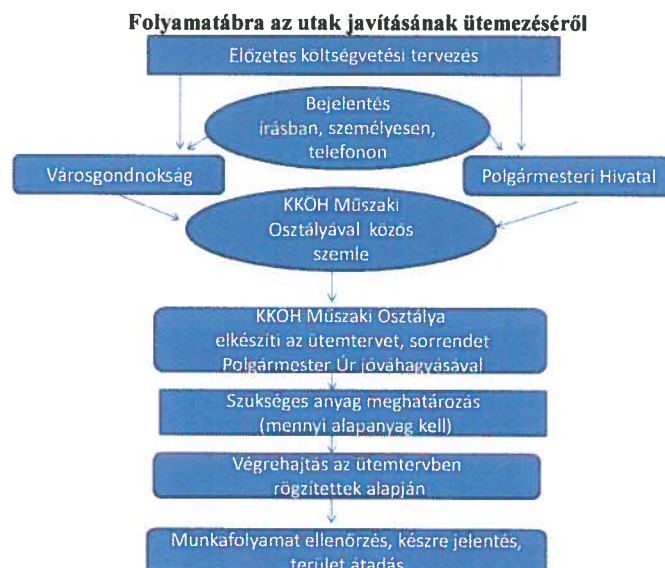 Folyamatábra az utak javításának ütemezéséről
Előzetes költségvetési tervezés
Bejelentés
írásban, személyesen,
telefonon
Városgondnokság
Polgármesteri Hivatal
KKÖH Műszaki
Osztályával közös
szemle
KKÖH Műszaki Osztálya
elkészíti az ütemtervet, sorrendet
Polgármester Úr jóváhagyásával
Szükséges anyag meghatározás
(mennyi alapanyag kell)
Végrehajtás az ütemtervben
rögzítettek alapján
Munkafolyamat ellenőrzés, készre jelentés,
terület átadás